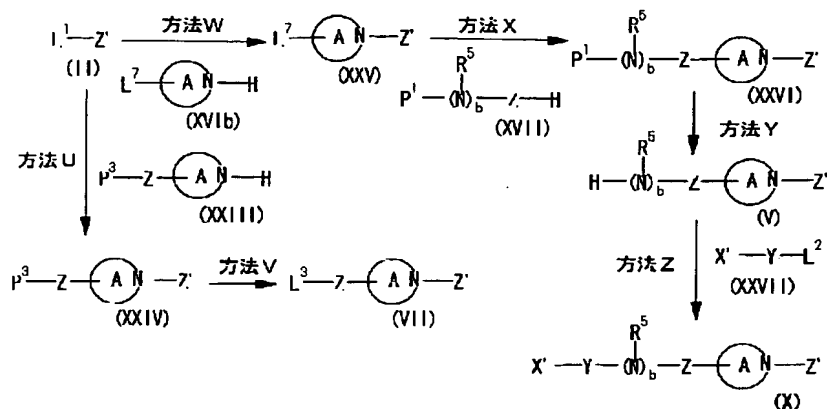 L¹—Z' 方法W L⁷ A N—Z' 方法X P¹—(N)b—Z— A N—Z'
R⁵
(II) (XXV) (XXVI)
L⁷ A N—H
(XVIb)
R⁵
P¹—(N)b—Z—H
(XVII)
方法Y
方法U
P³—Z— A N—H
(XXIII)
R⁵
H—(N)b—Z— A N—Z'
(V)
方法Z X'—Y—L²
(XXVII)
P³—Z— A N—Z' 方法V L³—Z— A N—Z'
(XXIV) (VII)
R⁵
X'—Y—(N)b—Z— A N—Z'
(X)